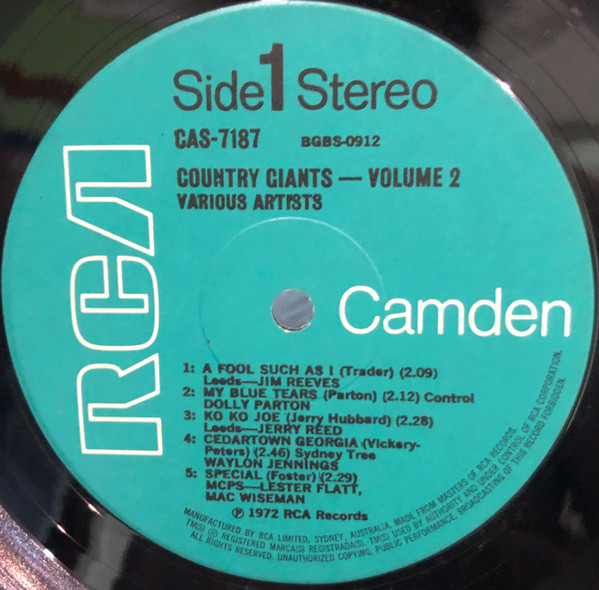 Side 1 Stereo
CAS-7187 BGBS-0912
COUNTRY GIANTS — VOLUME 2
VARIOUS ARTISTS
RCA
Camden
1: A FOOL SUCH AS I (Trader) (2.09)
Leeds—JIM REEVES
2: MY BLUE TEARS (Parton) (2.12) Control
DOLLY PARTON
3: KO KO JOE (Jerry Hubbard) (2.28)
Leeds—JERRY REED
4: CEDARTOWN GEORGIA (Vickery-
Peters) (2.46) Sydney Tree
WAYLON JENNINGS
5: SPECIAL (Foster) (2.29)
MCPS—LESTER FLATT,
MAC WISEMAN
℗ 1972 RCA Records
MANUFACTURED BY RCA LIMITED, SYDNEY, AUSTRALIA. MADE FROM MASTERS OF RCA RECORDS.
TM(S) ® REGISTERED MARCA(S) REGISTRADA(S). TM(S) USED BY AUTHORITY AND UNDER CONTROL OF RCA CORPORATION.
ALL RIGHTS RESERVED. UNAUTHORIZED COPYING, PUBLIC PERFORMANCE, BROADCASTING OF THIS RECORD FORBIDDEN.